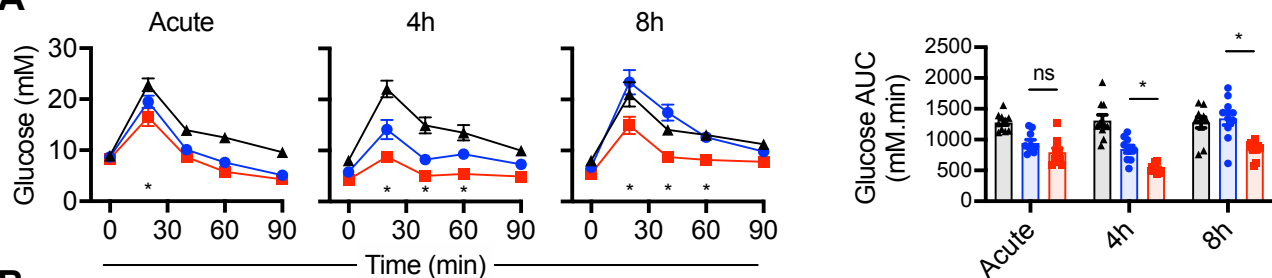 A
Acute
4h
8h
Glucose (mM)
30
20
10
0
*
* * *
* * *
0 30 60 90
0 30 60 90
0 30 60 90
Time (min)
Glucose AUC
(mM.min)
2500
2000
1500
1000
500
0
ns
*
*
Acute
4h
8h
B